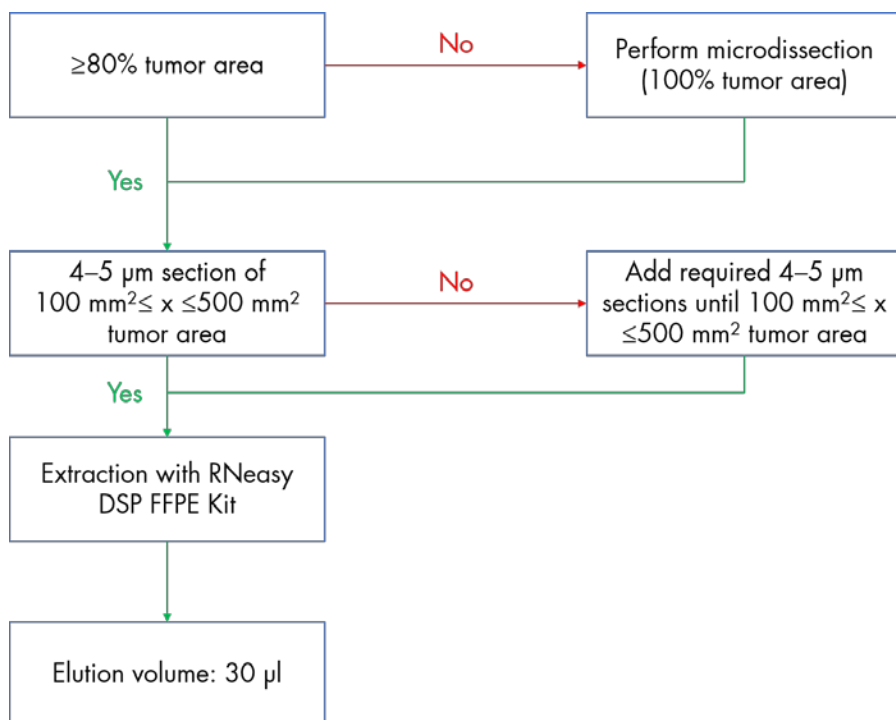 ≥80% tumor area
No
Perform microdissection
(100% tumor area)
Yes
4–5 µm section of
100 mm²≤ x ≤500 mm²
tumor area
No
Add required 4–5 µm
sections until 100 mm²≤ x
≤500 mm² tumor area
Yes
Extraction with RNeasy
DSP FFPE Kit
Elution volume: 30 µl